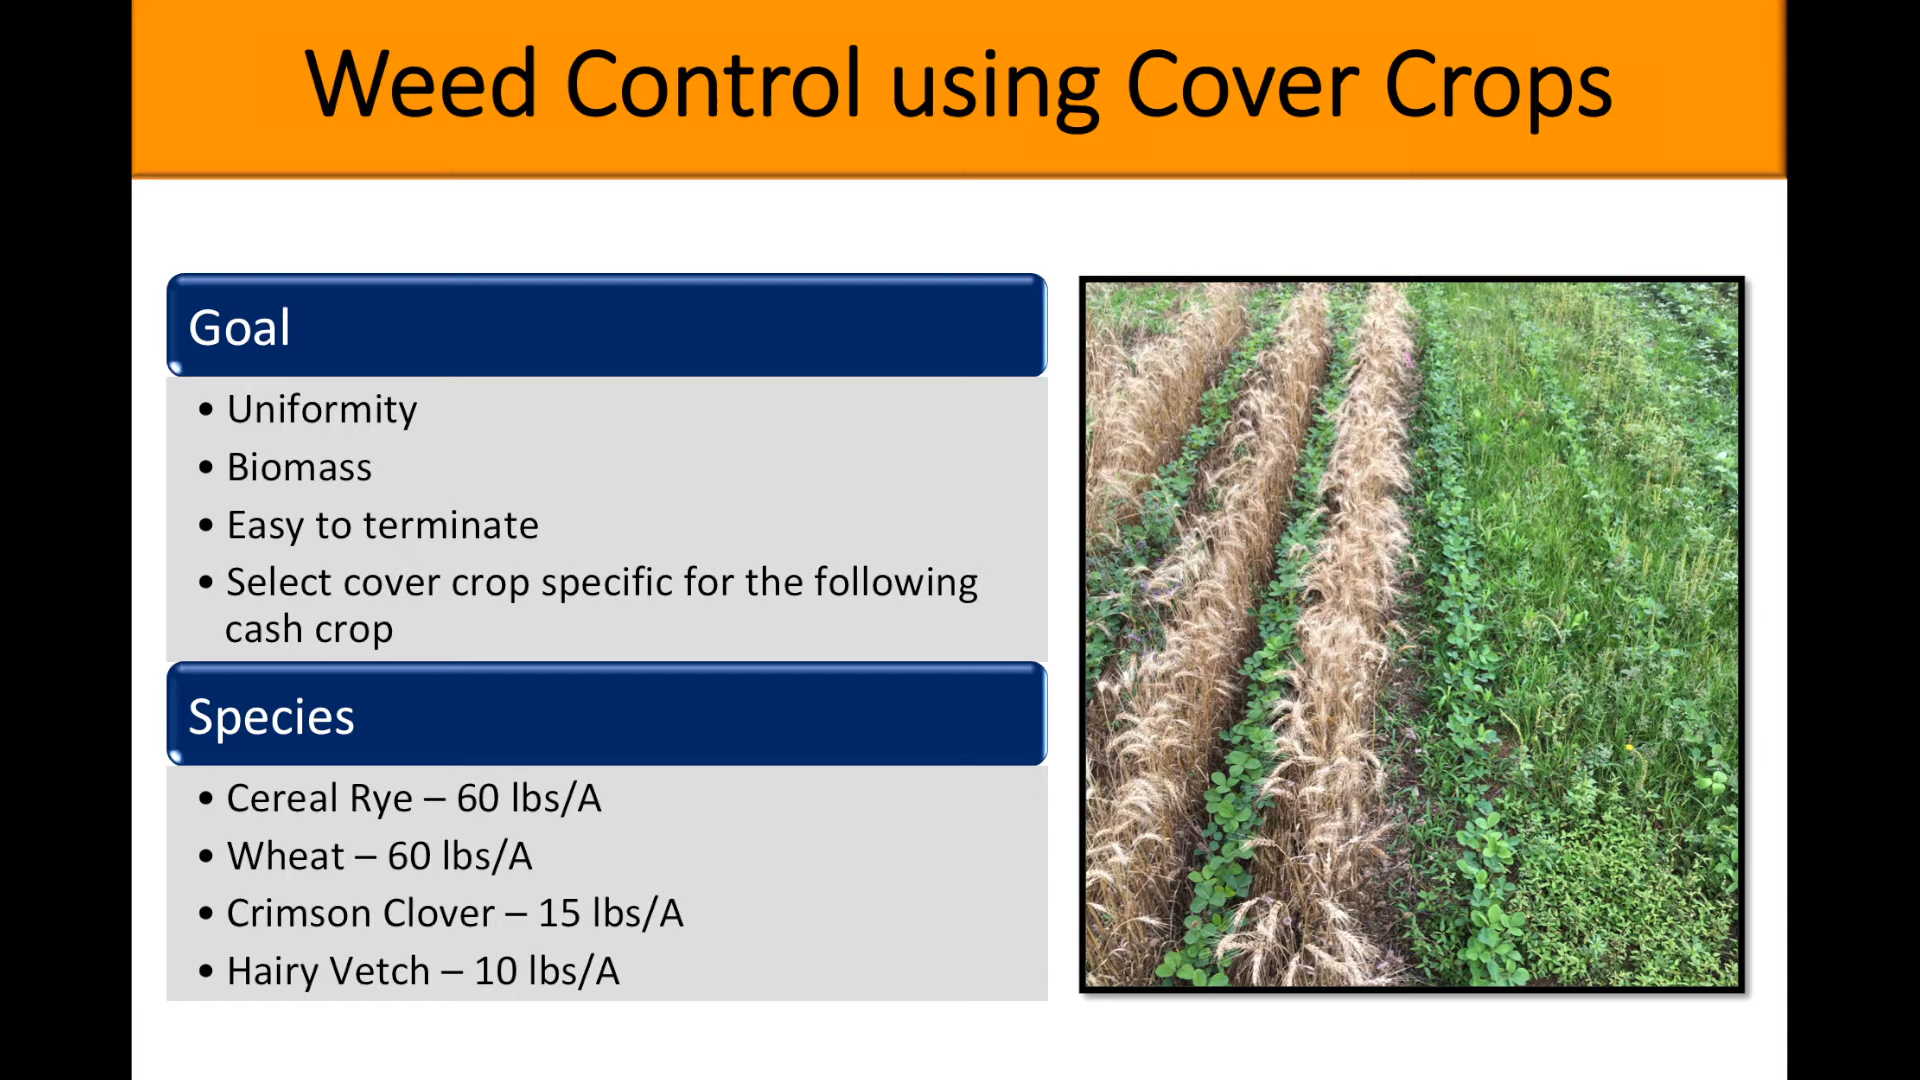 Weed Control using Cover Crops
Goal
• Uniformity
• Biomass
• Easy to terminate
• Select cover crop specific for the following
cash crop
Species
• Cereal Rye – 60 lbs/A
• Wheat – 60 lbs/A
• Crimson Clover – 15 lbs/A
• Hairy Vetch – 10 lbs/A